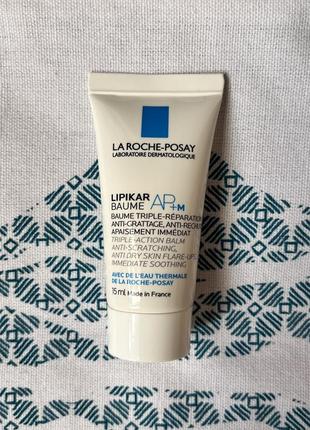 LA ROCHE-POSAY
LABORATOIRE DERMATOLOGIQUE
LIPIKAR
BAUME AP+M
BAUME TRIPLE-RÉPARATION
ANTI-GRATTAGE, ANTI-RECHUTE
APAISEMENT IMMÉDIAT
TRIPLE-ACTION BALM
ANTI-SCRATCHING,
ANTI DRY SKIN FLARE-UPS
IMMEDIATE SOOTHING
AVEC DE L'EAU THERMALE
DE LA ROCHE-POSAY
15 ml Made in France